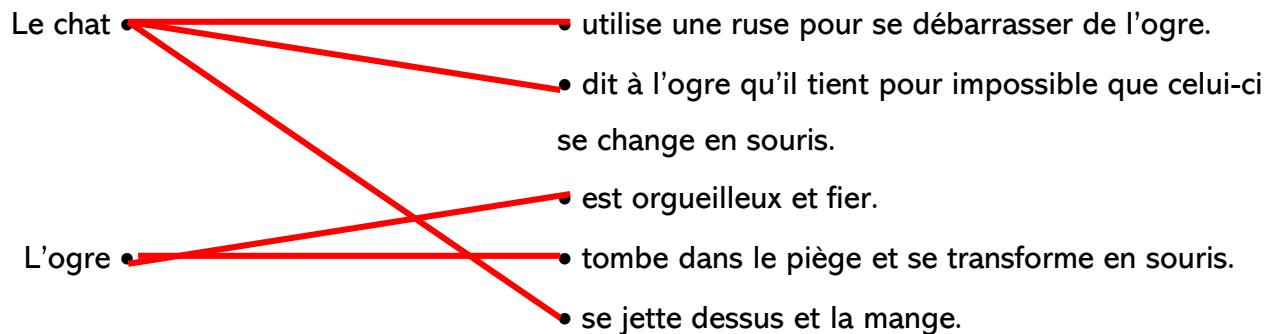 Le chat • • utilise une ruse pour se débarrasser de l'ogre.
• dit à l'ogre qu'il tient pour impossible que celui-ci
se change en souris.
• est orgueilleux et fier.
L'ogre • • tombe dans le piège et se transforme en souris.
• se jette dessus et la mange.